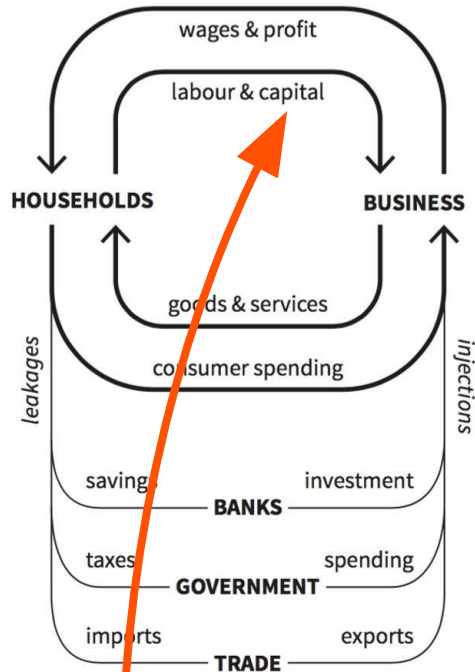 wages & profit
labour & capital
HOUSEHOLDS BUSINESS
goods & services
consumer spending
leakages
injections
savings investment
BANKS
taxes spending
GOVERNMENT
imports exports
TRADE